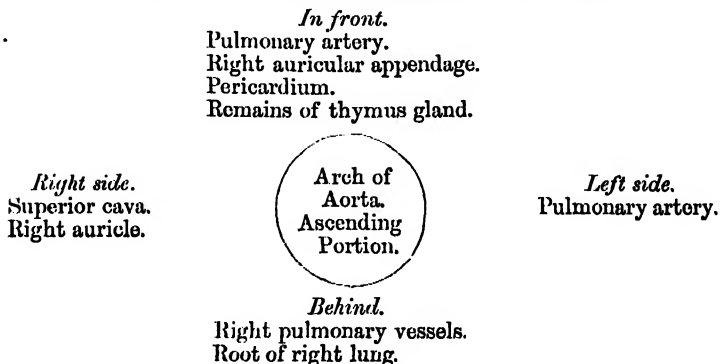 In front.
Pulmonary artery.
Right auricular appendage.
Pericardium.
Remains of thymus gland.
Right side.
Superior cava.
Right auricle.
Arch of
Aorta.
Ascending
Portion.
Left side.
Pulmonary artery.
Behind.
Right pulmonary vessels.
Root of right lung.